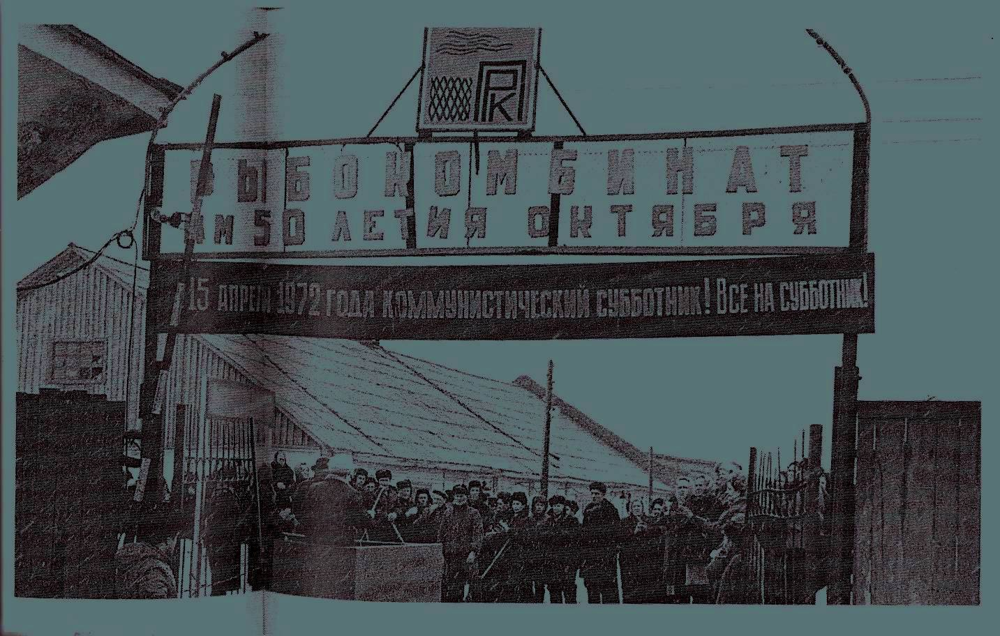 РК
РЫБОКОМБИНАТ
ИМ 50 ЛЕТИЯ ОКТЯБРЯ
15 АПРЕЛЯ 1972 ГОДА КОММУНИСТИЧЕСКИЙ СУББОТНИК! ВСЕ НА СУББОТНИК!